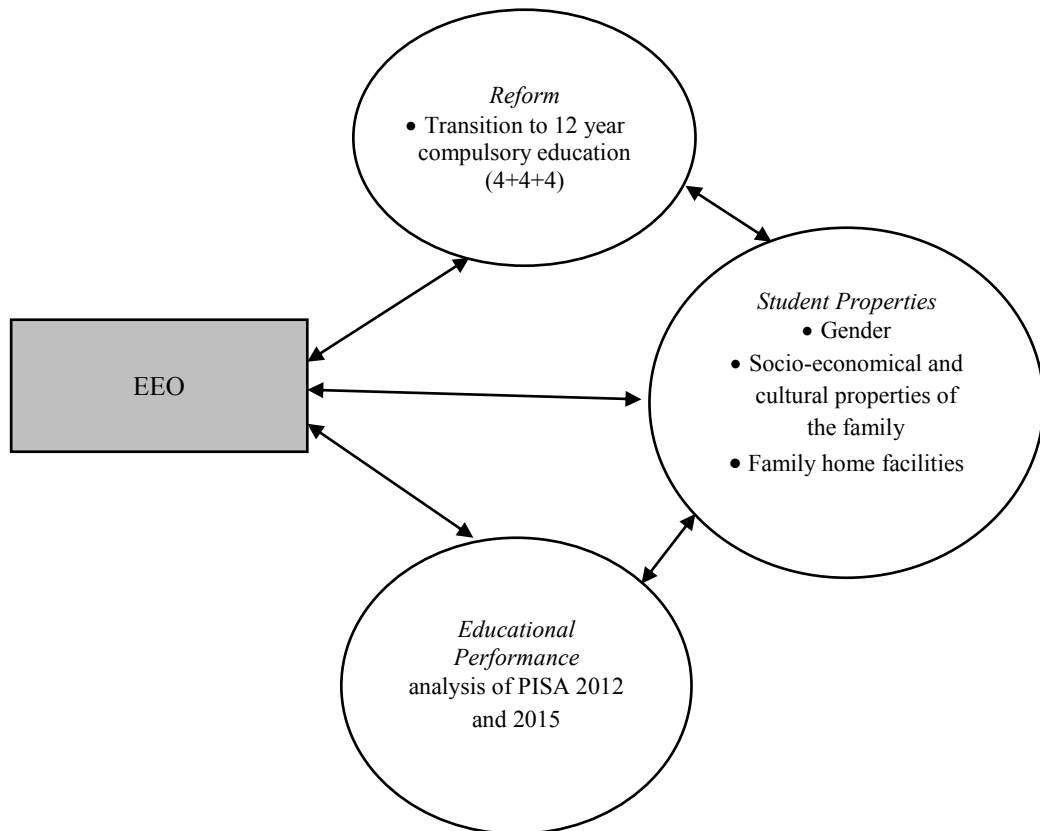 Reform
• Transition to 12 year
compulsory education
(4+4+4)
Student Properties
• Gender
• Socio-economical and
cultural properties of
the family
• Family home facilities
EEO
Educational
Performance
analysis of PISA 2012
and 2015